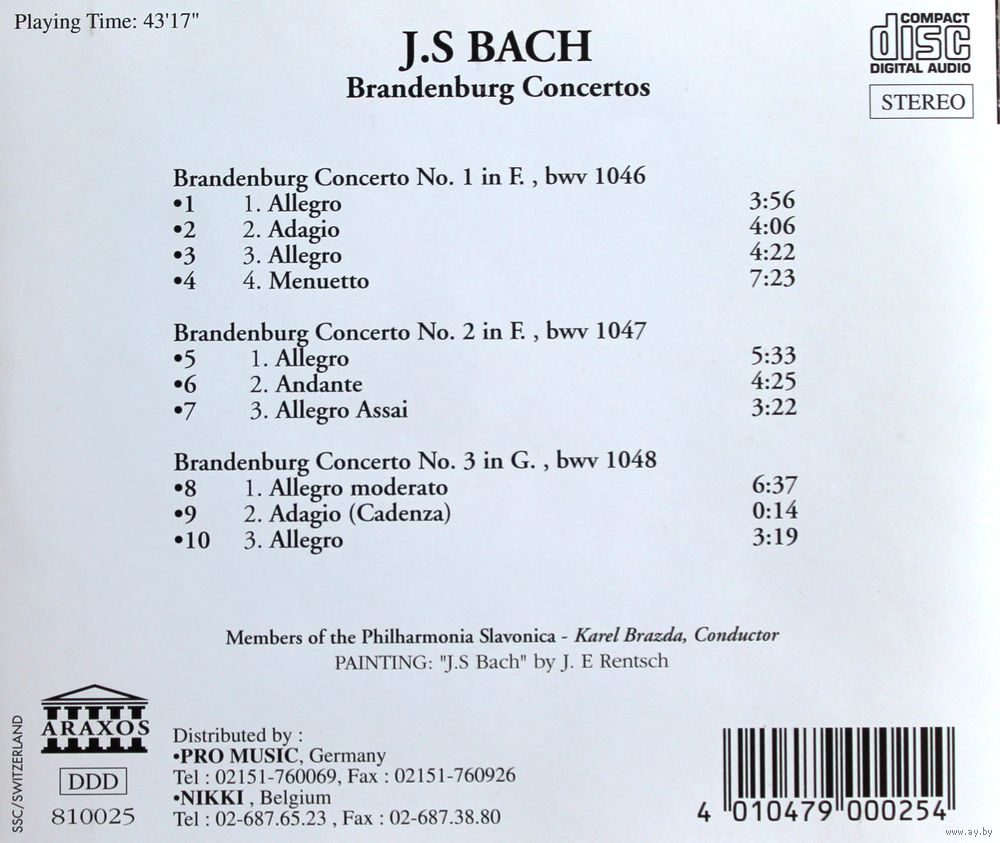 Playing Time: 43'17"
J.S BACH
Brandenburg Concertos
COMPACT
disc
DIGITAL AUDIO
STEREO
Brandenburg Concerto No. 1 in F. , bwv 1046
•1 1. Allegro 3:56
•2 2. Adagio 4:06
•3 3. Allegro 4:22
•4 4. Menuetto 7:23
Brandenburg Concerto No. 2 in F. , bwv 1047
•5 1. Allegro 5:33
•6 2. Andante 4:25
•7 3. Allegro Assai 3:22
Brandenburg Concerto No. 3 in G. , bwv 1048
•8 1. Allegro moderato 6:37
•9 2. Adagio (Cadenza) 0:14
•10 3. Allegro 3:19
Members of the Philharmonia Slavonica - Karel Brazda, Conductor
PAINTING: "J.S Bach" by J. E Rentsch
SSC/SWITZERLAND
ARAXOS
DDD
810025
Distributed by :
•PRO MUSIC, Germany
Tel : 02151-760069, Fax : 02151-760926
•NIKKI , Belgium
Tel : 02-687.65.23 , Fax : 02-687.38.80
4 010479 000254
www.ay.by